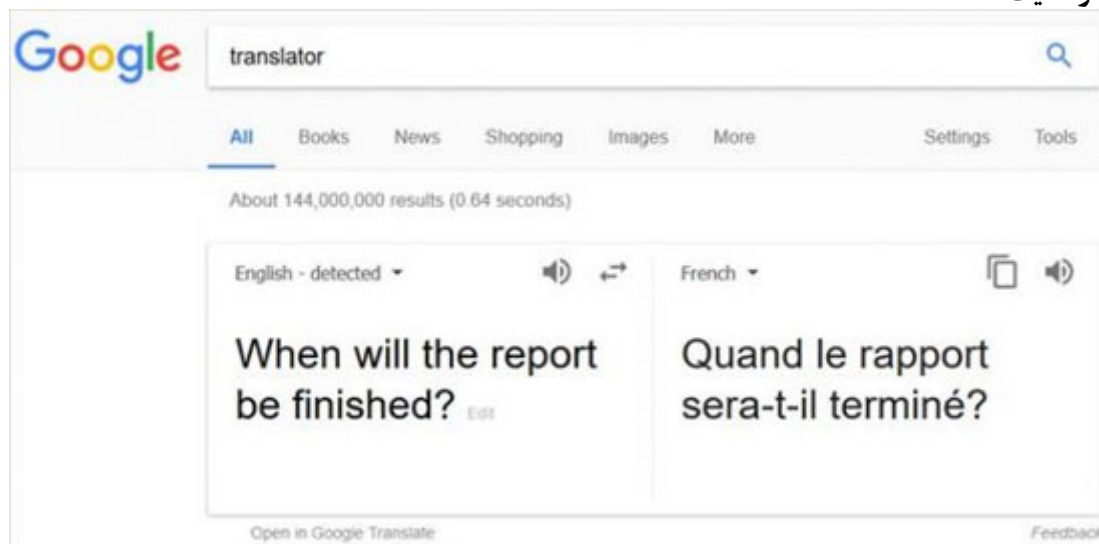 Google
translator
All Books News Shopping Images More Settings Tools
About 144,000,000 results (0.64 seconds)
English - detected French
When will the report
be finished? Edit
Quand le rapport
sera-t-il terminé?
Open in Google Translate Feedback